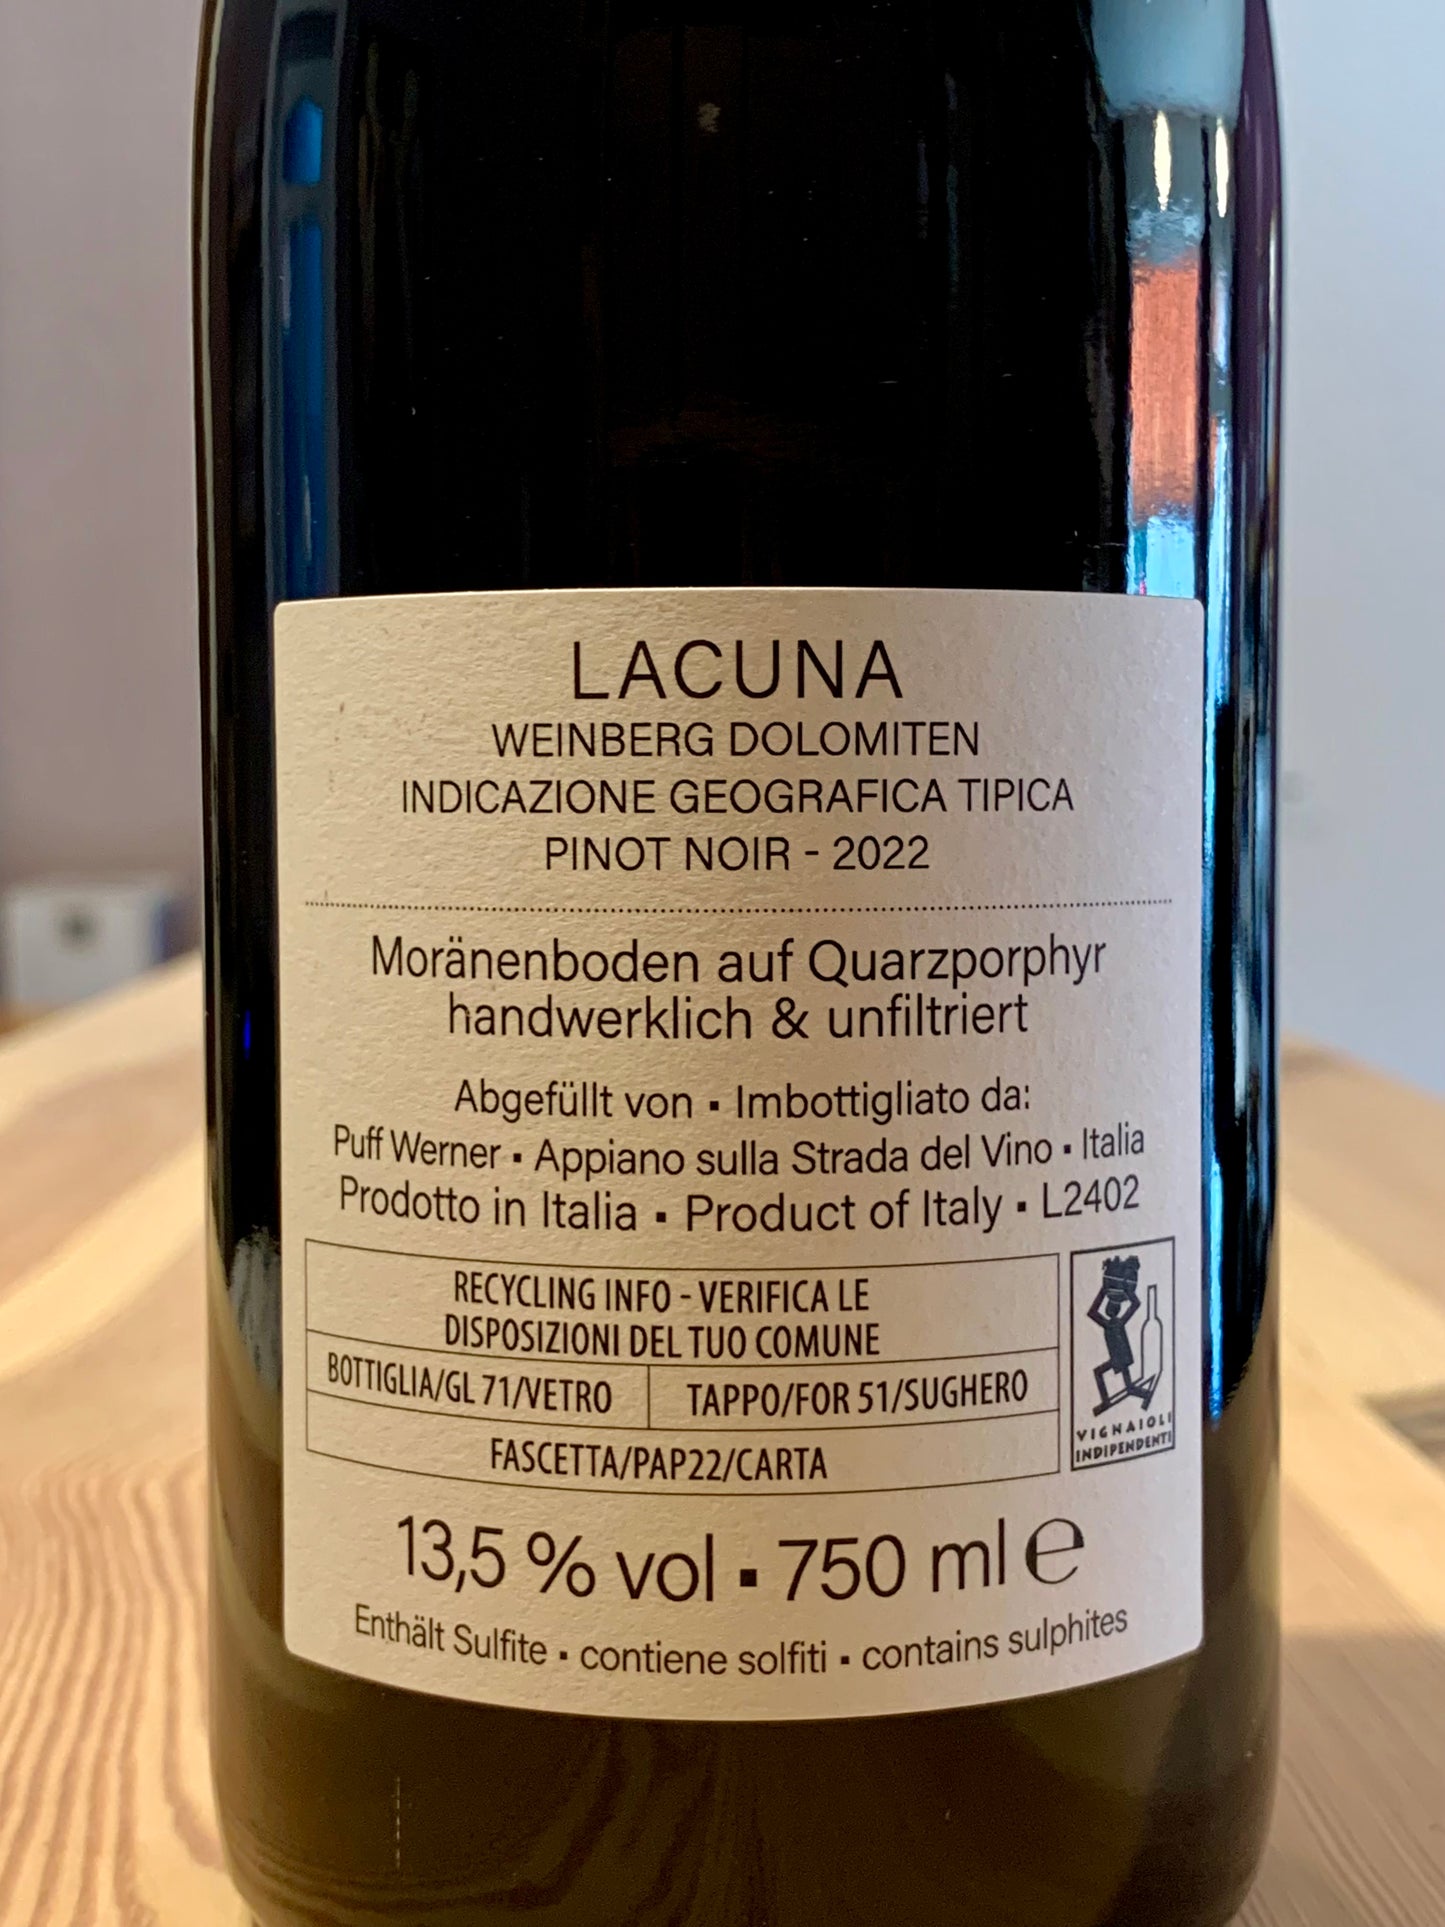 LACUNA
WEINBERG DOLOMITEN
INDICAZIONE GEOGRAFICA TIPICA
PINOT NOIR - 2022
Moränenboden auf Quarzporphyr
handwerklich & unfiltriert
Abgefüllt von ▪ Imbottigliato da:
Puff Werner ▪ Appiano sulla Strada del Vino ▪ Italia
Prodotto in Italia ▪ Product of Italy ▪ L2402
RECYCLING INFO - VERIFICA LE
DISPOSIZIONI DEL TUO COMUNE
BOTTIGLIA/GL 71/VETRO
TAPPO/FOR 51/SUGHERO
FASCETTA/PAP22/CARTA
VIGNAIOLI
INDIPENDENTI
13,5 % vol ▪ 750 ml ℮
Enthält Sulfite ▪ contiene solfiti ▪ contains sulphites